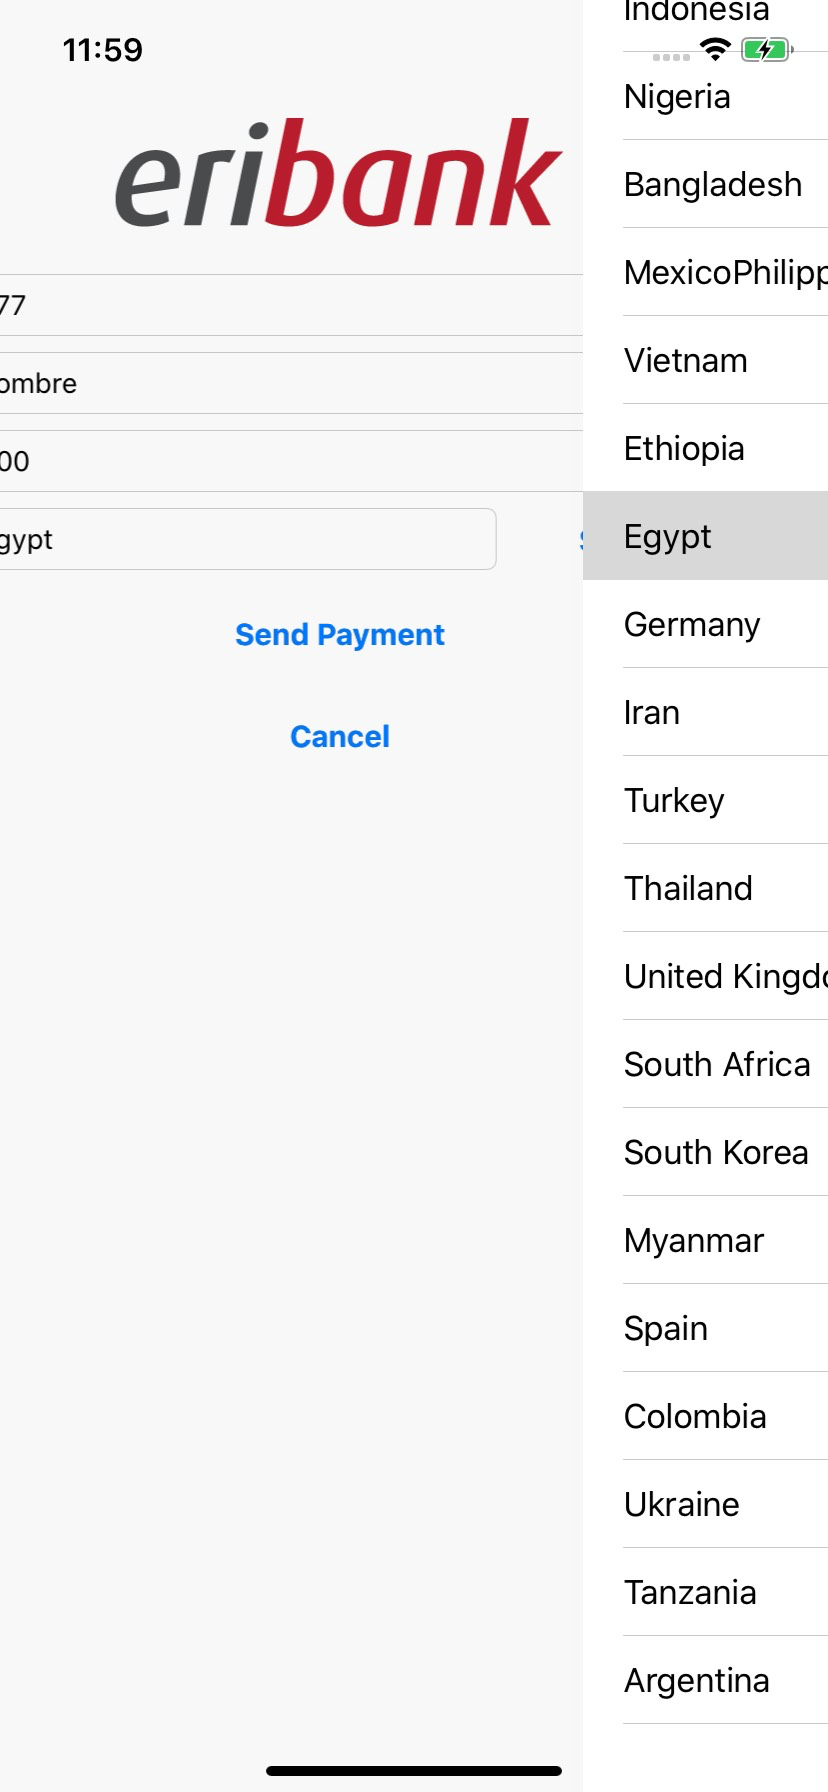 11:59
eribank
77
ombre
00
gypt
Send Payment
Cancel
Indonesia
Nigeria
Bangladesh
MexicoPhilipp
Vietnam
Ethiopia
Egypt
Germany
Iran
Turkey
Thailand
United Kingdo
South Africa
South Korea
Myanmar
Spain
Colombia
Ukraine
Tanzania
Argentina